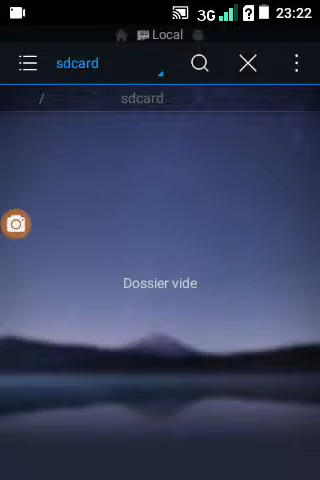 3G 23:22
Local
sdcard
/ sdcard
Dossier vide